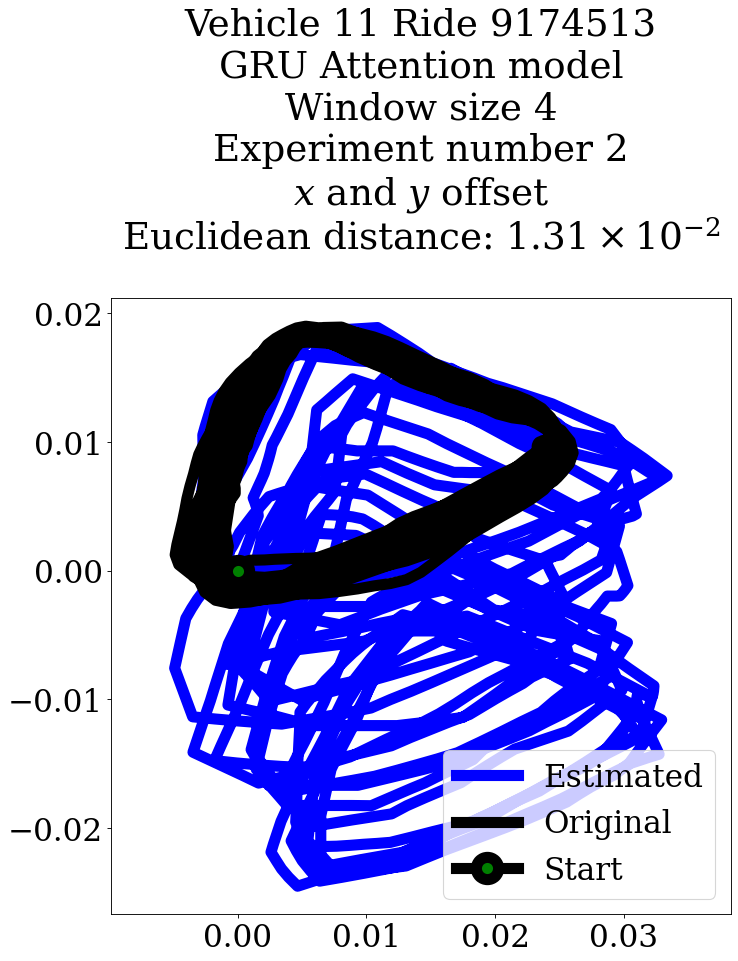 Vehicle 11 Ride 9174513
GRU Attention model
Window size 4
Experiment number 2
x and y offset
Euclidean distance: 1.31 × 10⁻²
0.02
0.01
0.00
−0.01
−0.02
Estimated
Original
Start
0.00 0.01 0.02 0.03